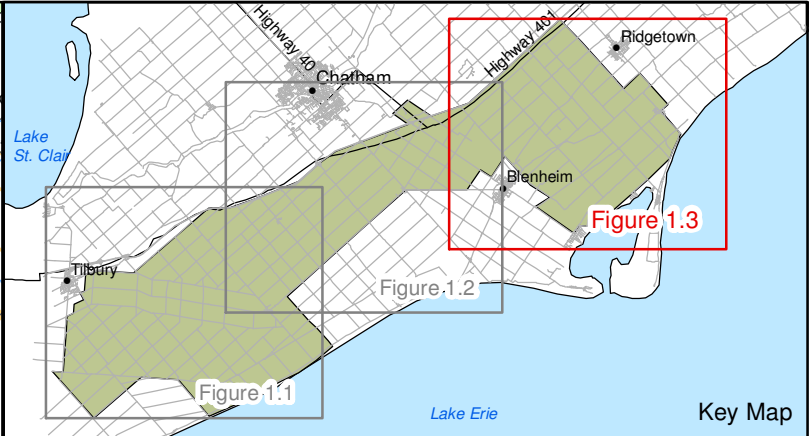 Highway 40
Highway 401
Ridgetown
Chatham
Lake
St. Clair
Blenheim
Figure 1.3
Tilbury
Figure 1.2
Figure 1.1
Lake Erie
Key Map